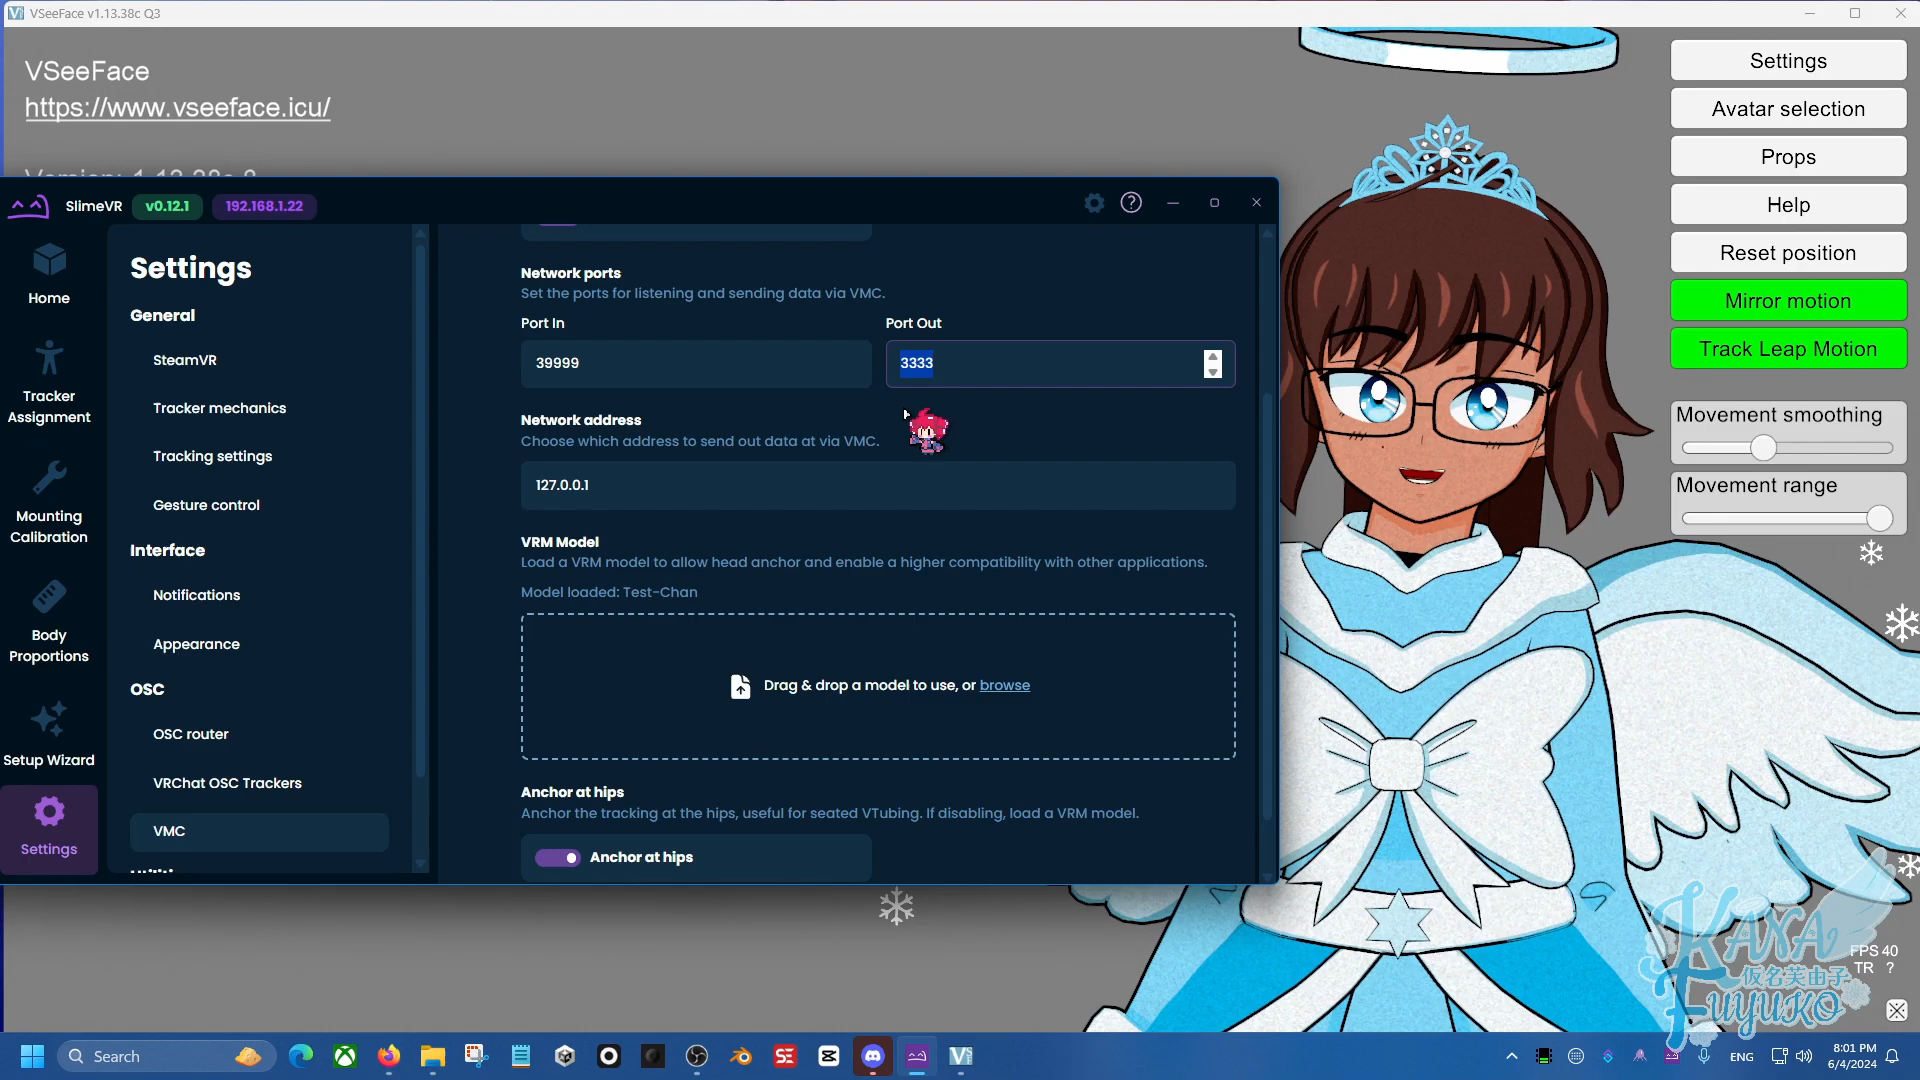 VSeeFace v1.13.38c Q3
VSeeFace
https://www.vseeface.icu/
SlimeVR
v0.12.1
192.168.1.22
Home
Tracker
Assignment
Mounting
Calibration
Body
Proportions
Setup Wizard
Settings
Settings
General
SteamVR
Tracker mechanics
Tracking settings
Gesture control
Interface
Notifications
Appearance
OSC
OSC router
VRChat OSC Trackers
VMC
Network ports
Set the ports for listening and sending data via VMC.
Port In
Port Out
39999
3333
Network address
Choose which address to send out data at via VMC.
127.0.0.1
VRM Model
Load a VRM model to allow head anchor and enable a higher compatibility with other applications.
Model loaded: Test-Chan
Drag & drop a model to use, or browse
Anchor at hips
Anchor the tracking at the hips, useful for seated VTubing. If disabling, load a VRM model.
Anchor at hips
Settings
Avatar selection
Props
Help
Reset position
Mirror motion
Track Leap Motion
Movement smoothing
Movement range
KANA
仮名芙由子
FUYUKO
FPS 40
TR ?
Search
SE
ENG
8:01 PM
6/4/2024